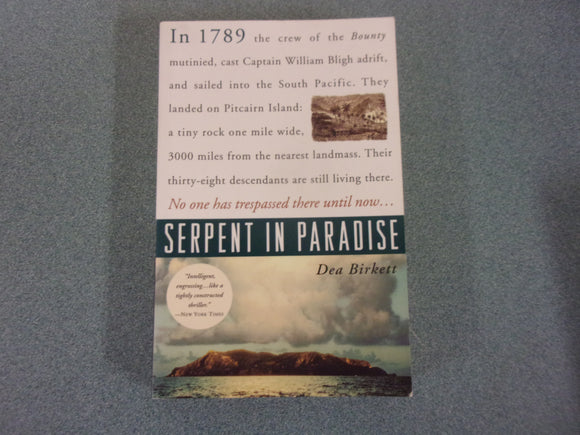 In 1789 the crew of the Bounty
mutinied, cast Captain William Bligh adrift,
and sailed into the South Pacific. They
landed on Pitcairn Island:
a tiny rock one mile wide,
3000 miles from the nearest landmass. Their
thirty-eight descendants are still living there.
No one has trespassed there until now...
SERPENT IN PARADISE
Dea Birkett
"Intelligent,
engrossing...like a
tightly constructed
thriller."
—NEW YORK TIMES